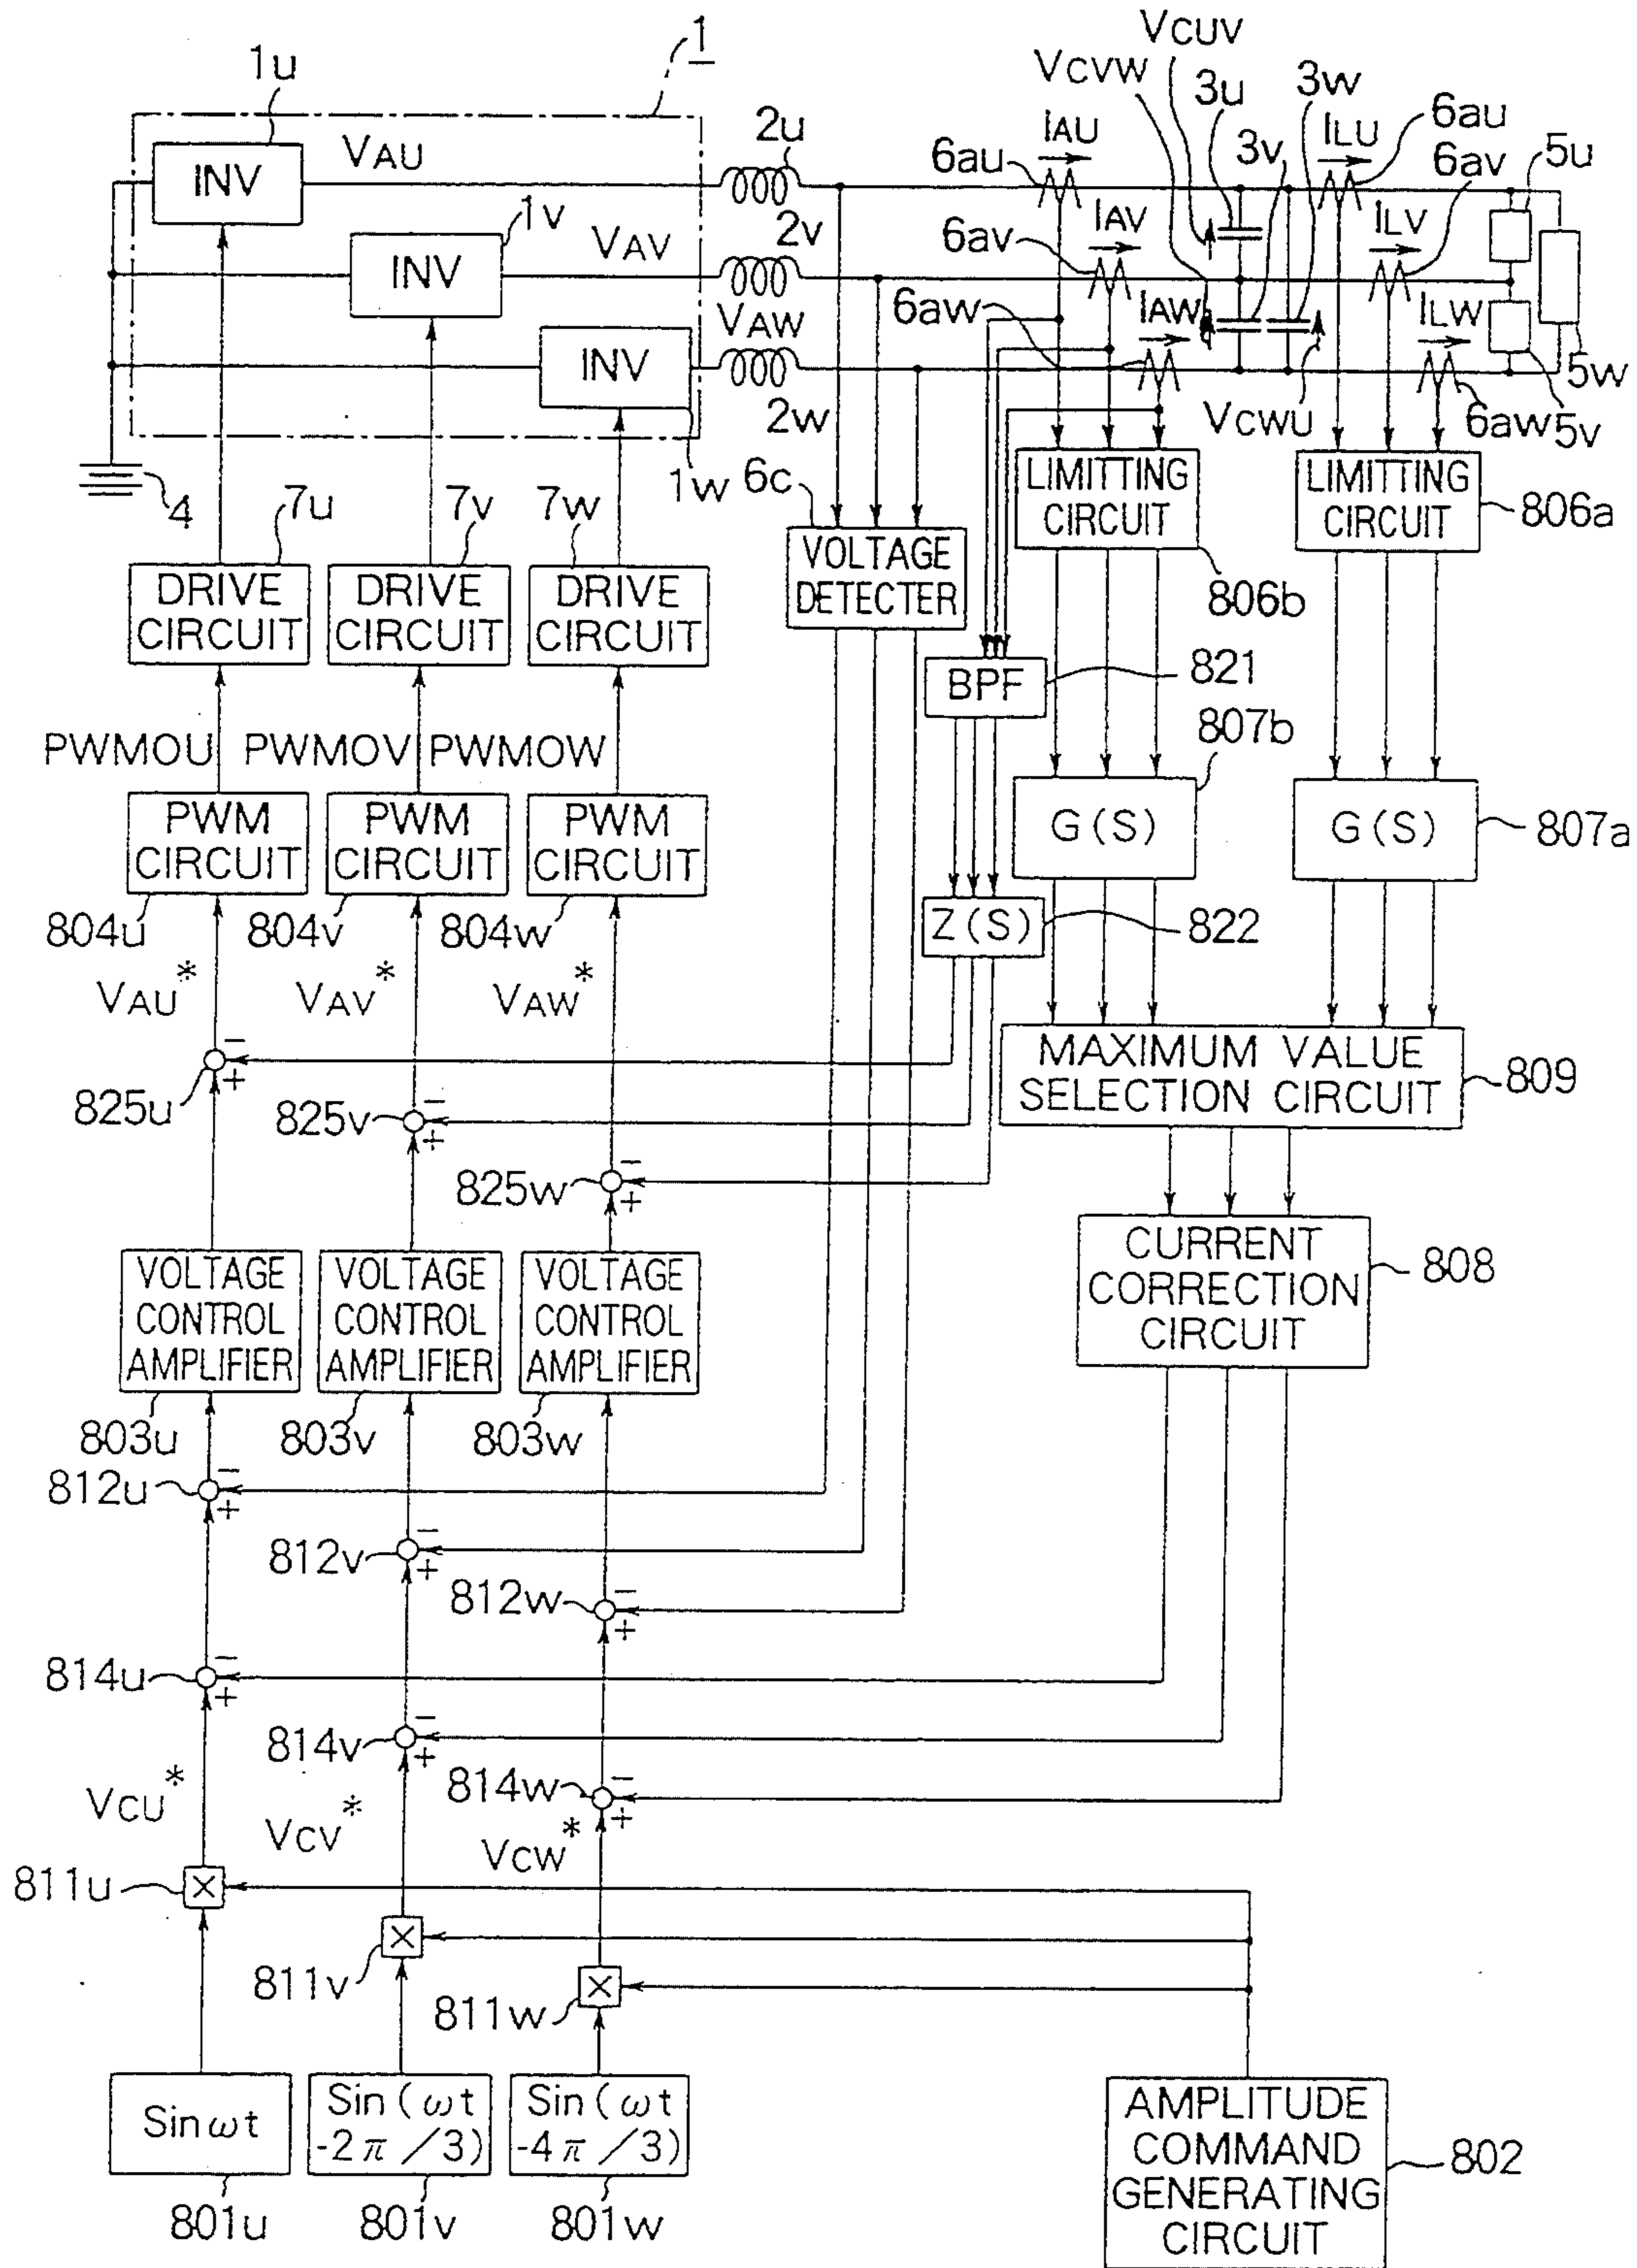 1
1u
INV
VAU
2u
6au
IAU
VCVW
VCUV
3u
3v
3w
ILU
6au
6av
5u
1v
INV
VAV
2v
6av
IAV
ILV
INV
VAW
2w
6aw
IAW
ILW
5w
VCWU
6aw
5v
4
1w
6c
7u
7v
7w
LIMITTING
CIRCUIT
806b
LIMITTING
CIRCUIT
806a
DRIVE
CIRCUIT
DRIVE
CIRCUIT
DRIVE
CIRCUIT
VOLTAGE
DETECTER
BPF
821
807b
PWMOU
PWMOV
PWMOW
PWM
CIRCUIT
PWM
CIRCUIT
PWM
CIRCUIT
G(S)
G(S)
807a
804u
804v
804w
Z(S)
822
VAU*
VAV*
VAW*
MAXIMUM VALUE
SELECTION CIRCUIT
809
825u
−
+
825v
−
+
825w
−
+
CURRENT
CORRECTION
CIRCUIT
808
VOLTAGE
CONTROL
AMPLIFIER
VOLTAGE
CONTROL
AMPLIFIER
VOLTAGE
CONTROL
AMPLIFIER
803u
803v
803w
812u
−
+
812v
−
+
812w
−
+
814u
−
+
814v
−
+
814w
−
+
VCU*
VCV*
VCW*
811u
×
811v
×
811w
×
Sinωt
Sin(ωt
-2π/3)
Sin(ωt
-4π/3)
801u
801v
801w
AMPLITUDE
COMMAND
GENERATING
CIRCUIT
802